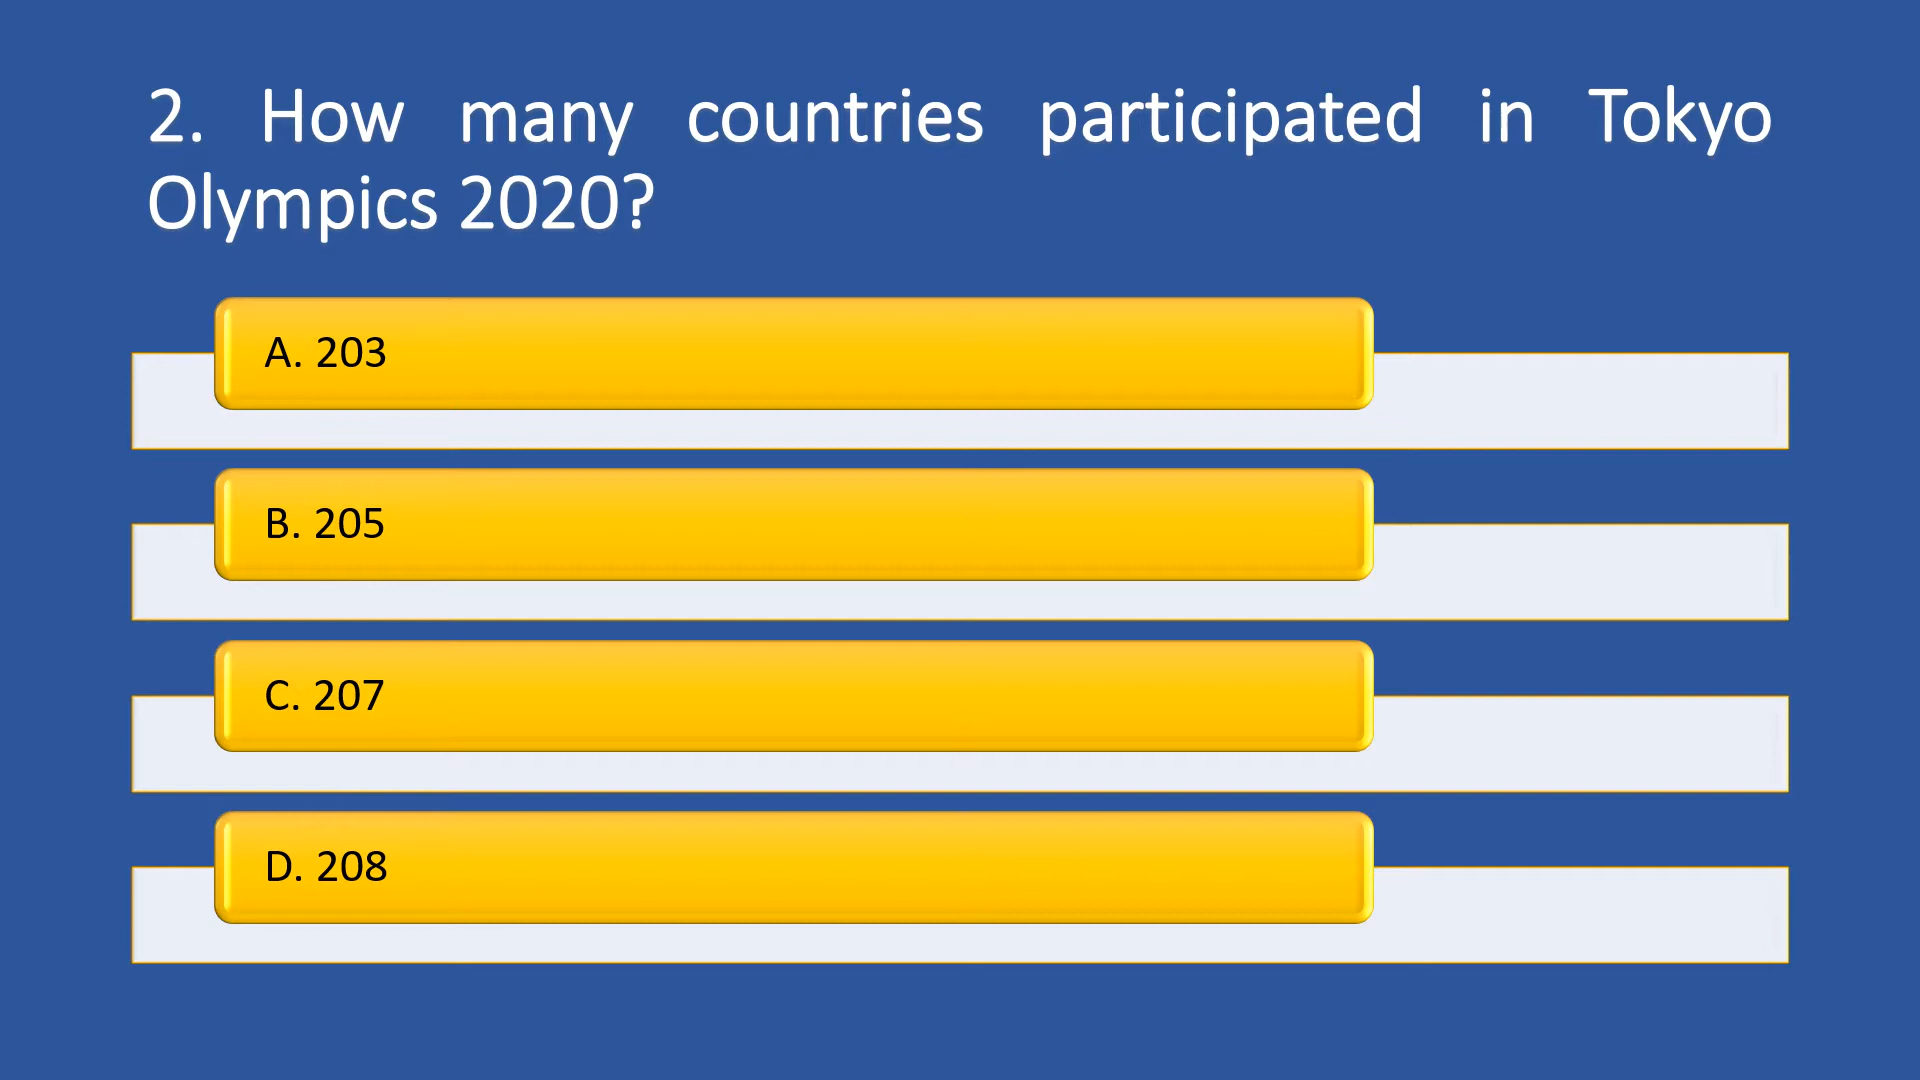 2. How many countries participated in Tokyo
Olympics 2020?
A. 203
B. 205
C. 207
D. 208